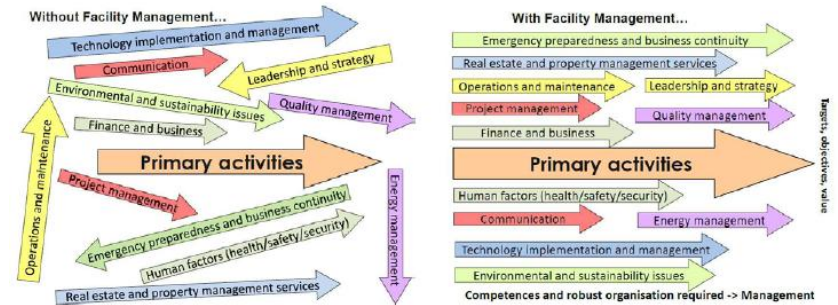 Without Facility Management...
Technology implementation and management
Communication
Leadership and strategy
Environmental and sustainability issues
Quality management
Finance and business
Operations and maintenance
Primary activities
Project management
Energy management
Emergency preparedness and business continuity
Human factors (health/safety/security)
Real estate and property management services
With Facility Management...
Emergency preparedness and business continuity
Real estate and property management services
Operations and maintenance
Leadership and strategy
Project management
Quality management
Finance and business
Primary activities
Targets, objectives, value
Human factors (health/safety/security)
Communication
Energy management
Technology implementation and management
Environmental and sustainability issues
Competences and robust organisation required -> Management